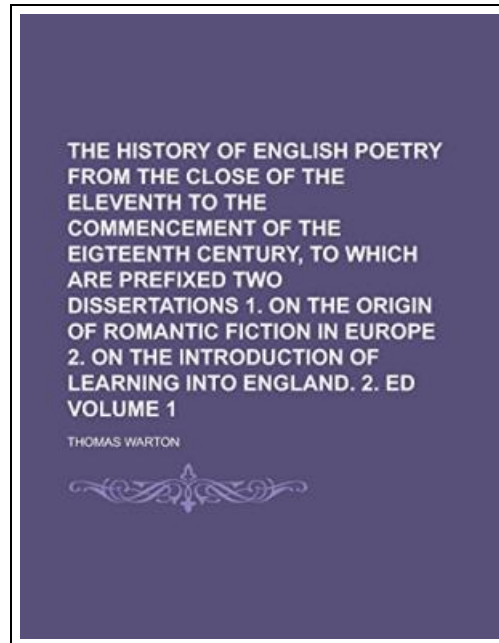 THE HISTORY OF ENGLISH POETRY
FROM THE CLOSE OF THE
ELEVENTH TO THE
COMMENCEMENT OF THE
EIGTEENTH CENTURY, TO WHICH
ARE PREFIXED TWO
DISSERTATIONS 1. ON THE ORIGIN
OF ROMANTIC FICTION IN EUROPE
2. ON THE INTRODUCTION OF
LEARNING INTO ENGLAND. 2. ED
VOLUME 1
THOMAS WARTON